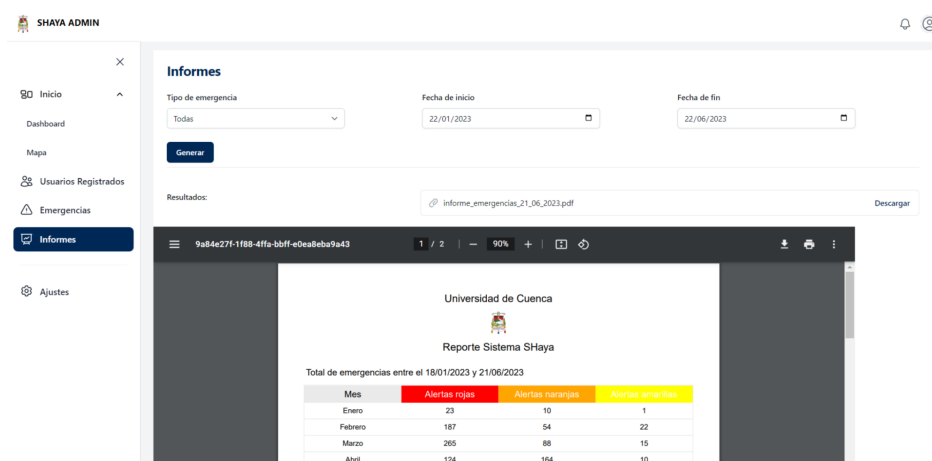 SHAYA ADMIN
Inicio
Dashboard
Mapa
Usuarios Registrados
Emergencias
Informes
Ajustes
Informes
Tipo de emergencia
Fecha de inicio
Fecha de fin
Todas
22/01/2023
22/06/2023
Generar
Resultados:
informe_emergencias_21_06_2023.pdf
Descargar
9a84e27f-1f88-4ffa-bbff-e0ea8eba9a43
1 / 2
90%
Universidad de Cuenca
Reporte Sistema SHaya
Total de emergencias entre el 18/01/2023 y 21/06/2023
Mes Alertas rojas Alertas naranjas Alertas amarillas
Enero 23 10 1
Febrero 187 54 22
Marzo 265 88 15
Abril 124 164 10